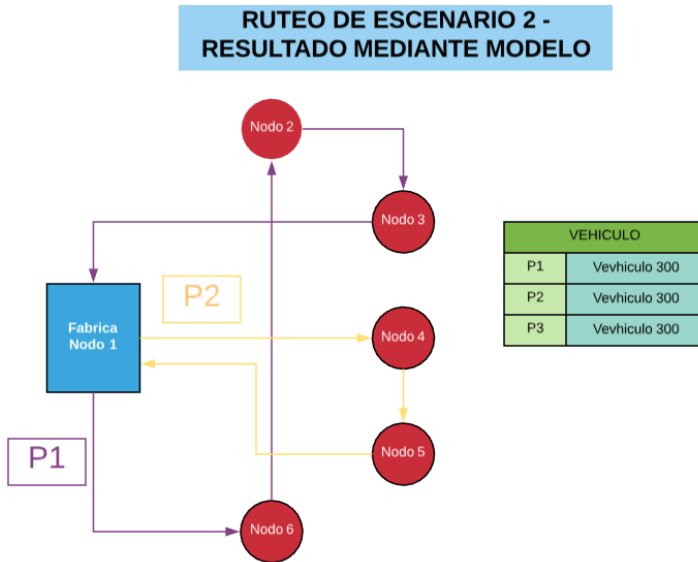 RUTEO DE ESCENARIO 2 -
RESULTADO MEDIANTE MODELO
Nodo 2
Nodo 3
VEHICULO
P1 Vevhiculo 300
P2 Vevhiculo 300
P3 Vevhiculo 300
P2
Fabrica
Nodo 1
Nodo 4
P1
Nodo 5
Nodo 6